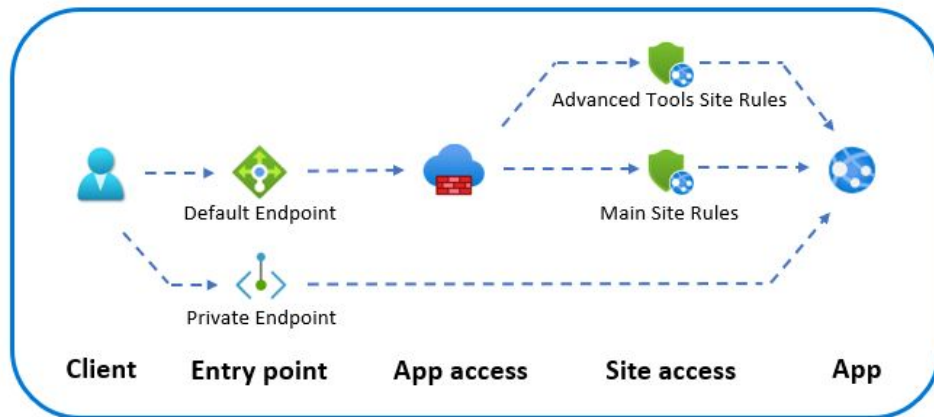 Advanced Tools Site Rules
Default Endpoint
Main Site Rules
Private Endpoint
Client
Entry point
App access
Site access
App